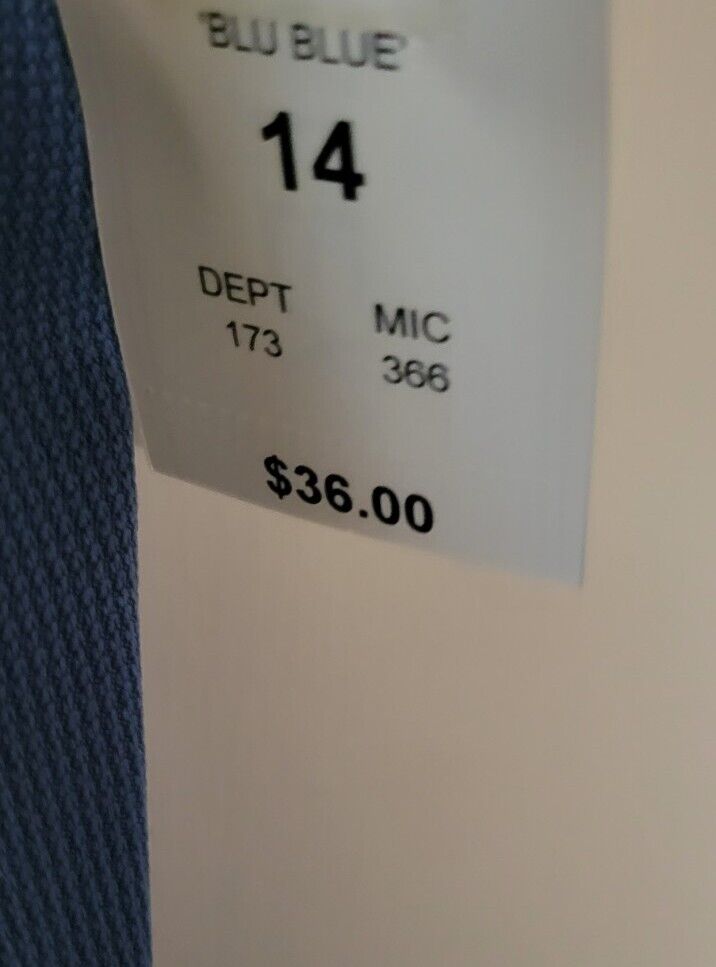 'BLU BLUE'
14
DEPT MIC
173 366
$36.00